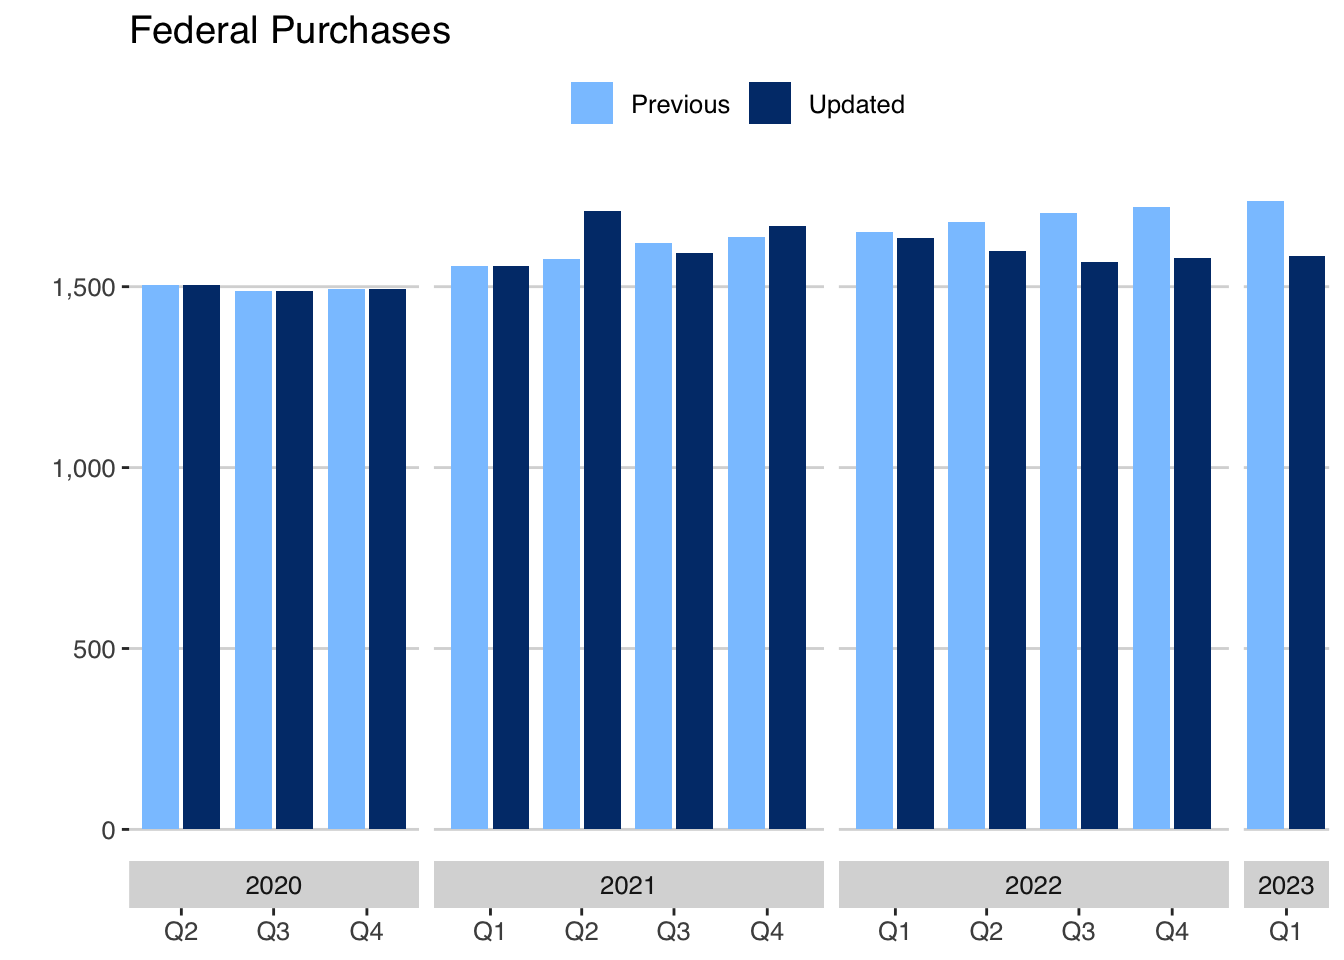 Federal Purchases
Previous Updated
1,500
1,000
500
0
2020 2021 2022 2023
Q2 Q3 Q4 Q1 Q2 Q3 Q4 Q1 Q2 Q3 Q4 Q1